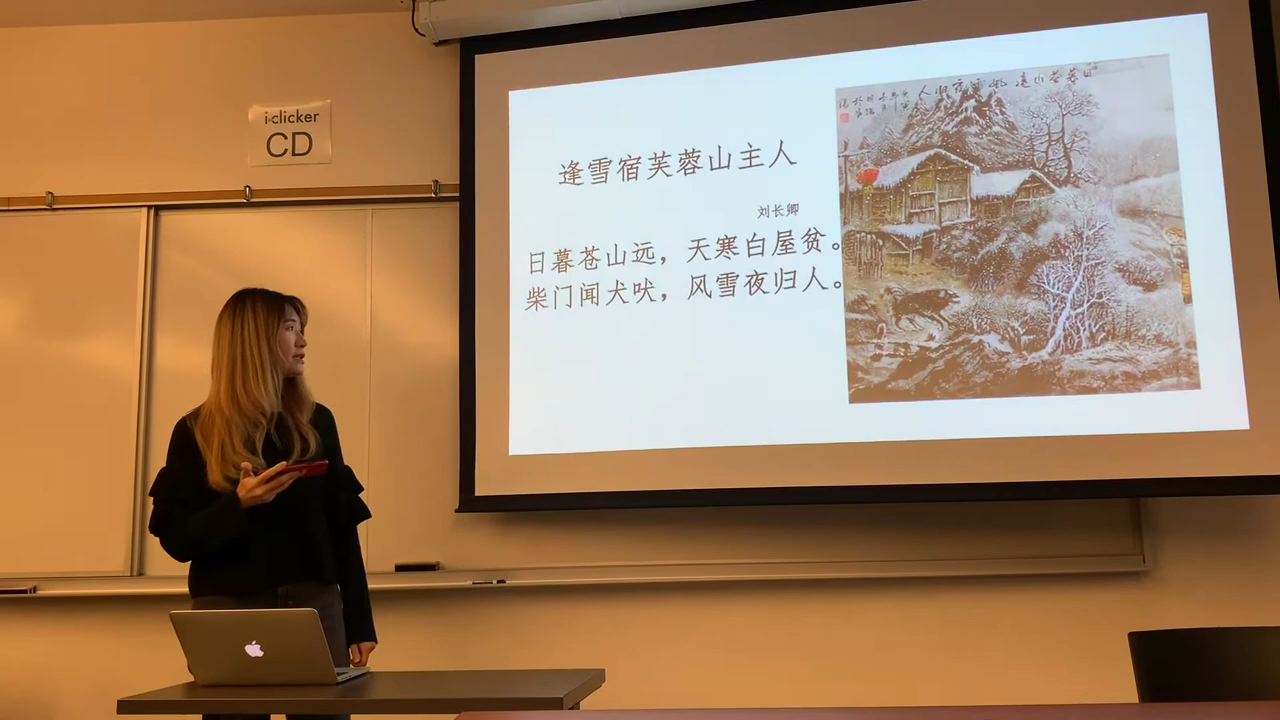 i>clicker
CD
逢雪宿芙蓉山主人
刘长卿
日暮苍山远，天寒白屋贫。
柴门闻犬吠，风雪夜归人。